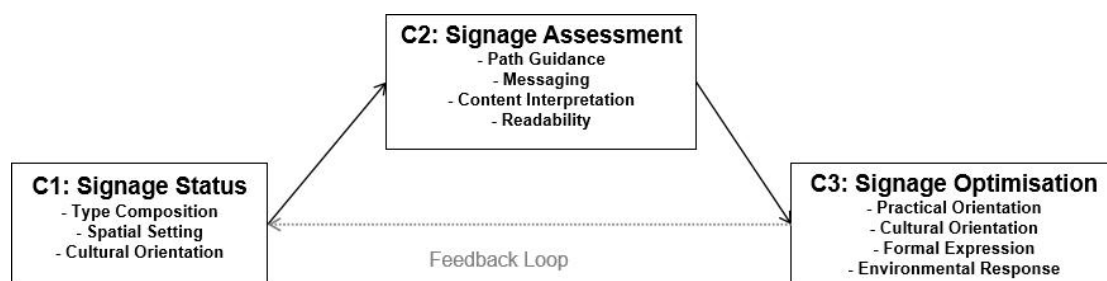 C2: Signage Assessment
- Path Guidance
- Messaging
- Content Interpretation
- Readability
C1: Signage Status
- Type Composition
- Spatial Setting
- Cultural Orientation
C3: Signage Optimisation
- Practical Orientation
- Cultural Orientation
- Formal Expression
- Environmental Response
Feedback Loop